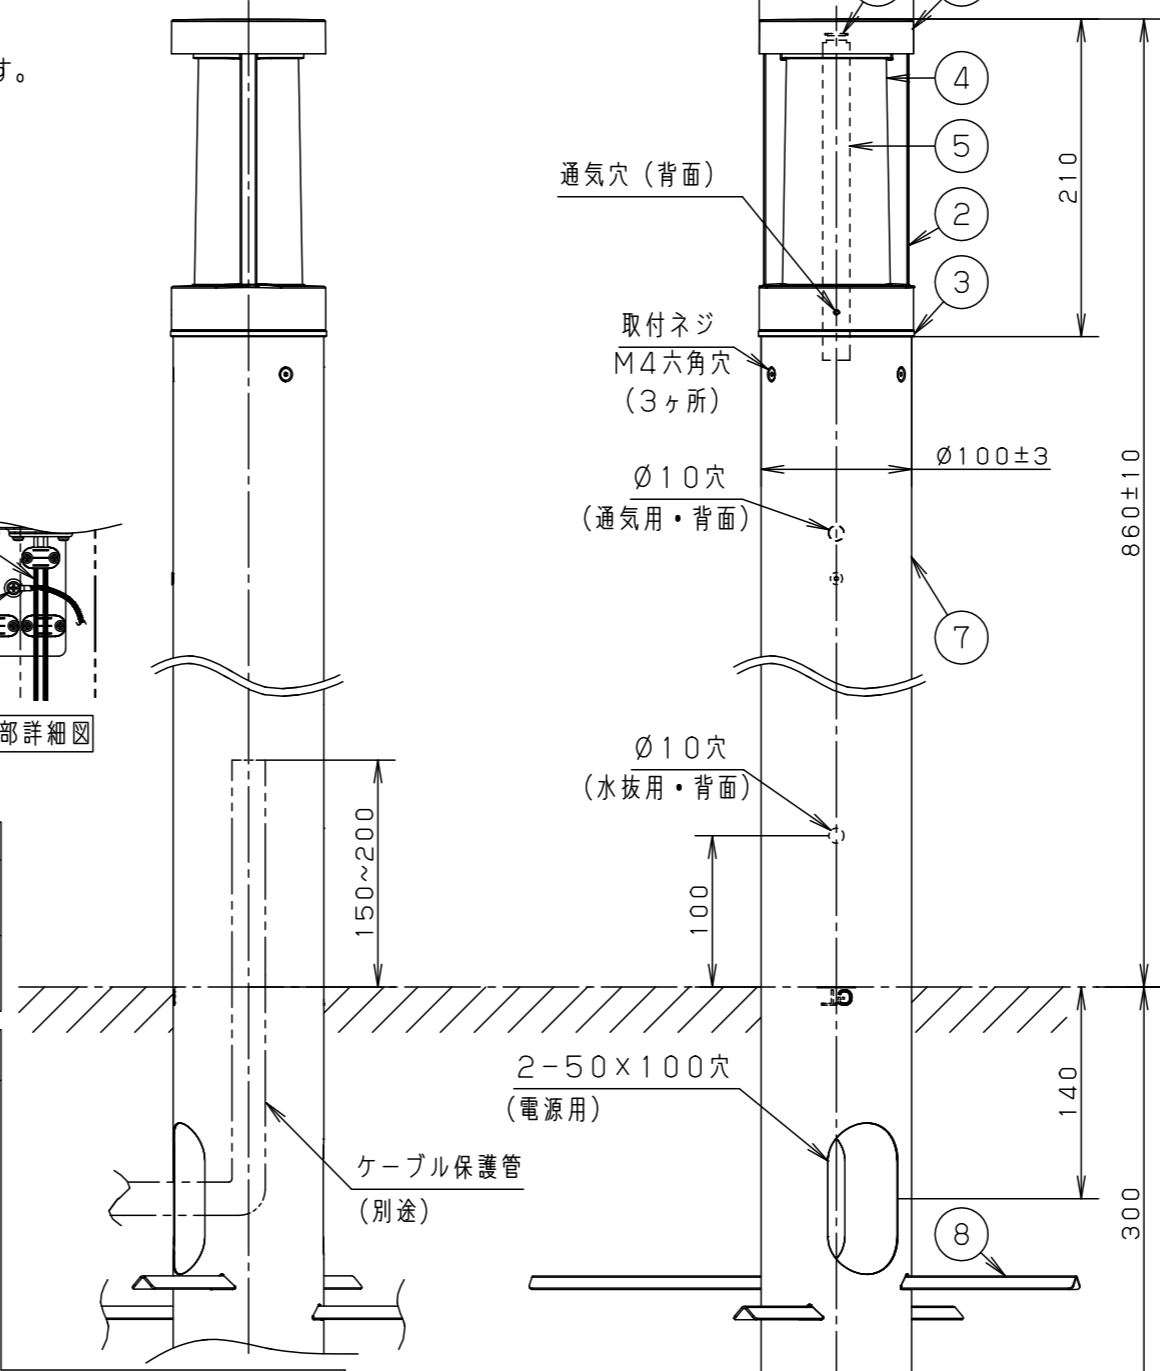 す。
4
5
2
3
210
通気穴（背面）
取付ネジ
M4六角穴
（3ヶ所）
Ø100±3
860±10
Ø10穴
（通気用・背面）
7
部詳細図
Ø10穴
（水抜用・背面）
150~200
100
GL
2-50×100穴
（電源用）
140
ケーブル保護管
（別途）
300
8